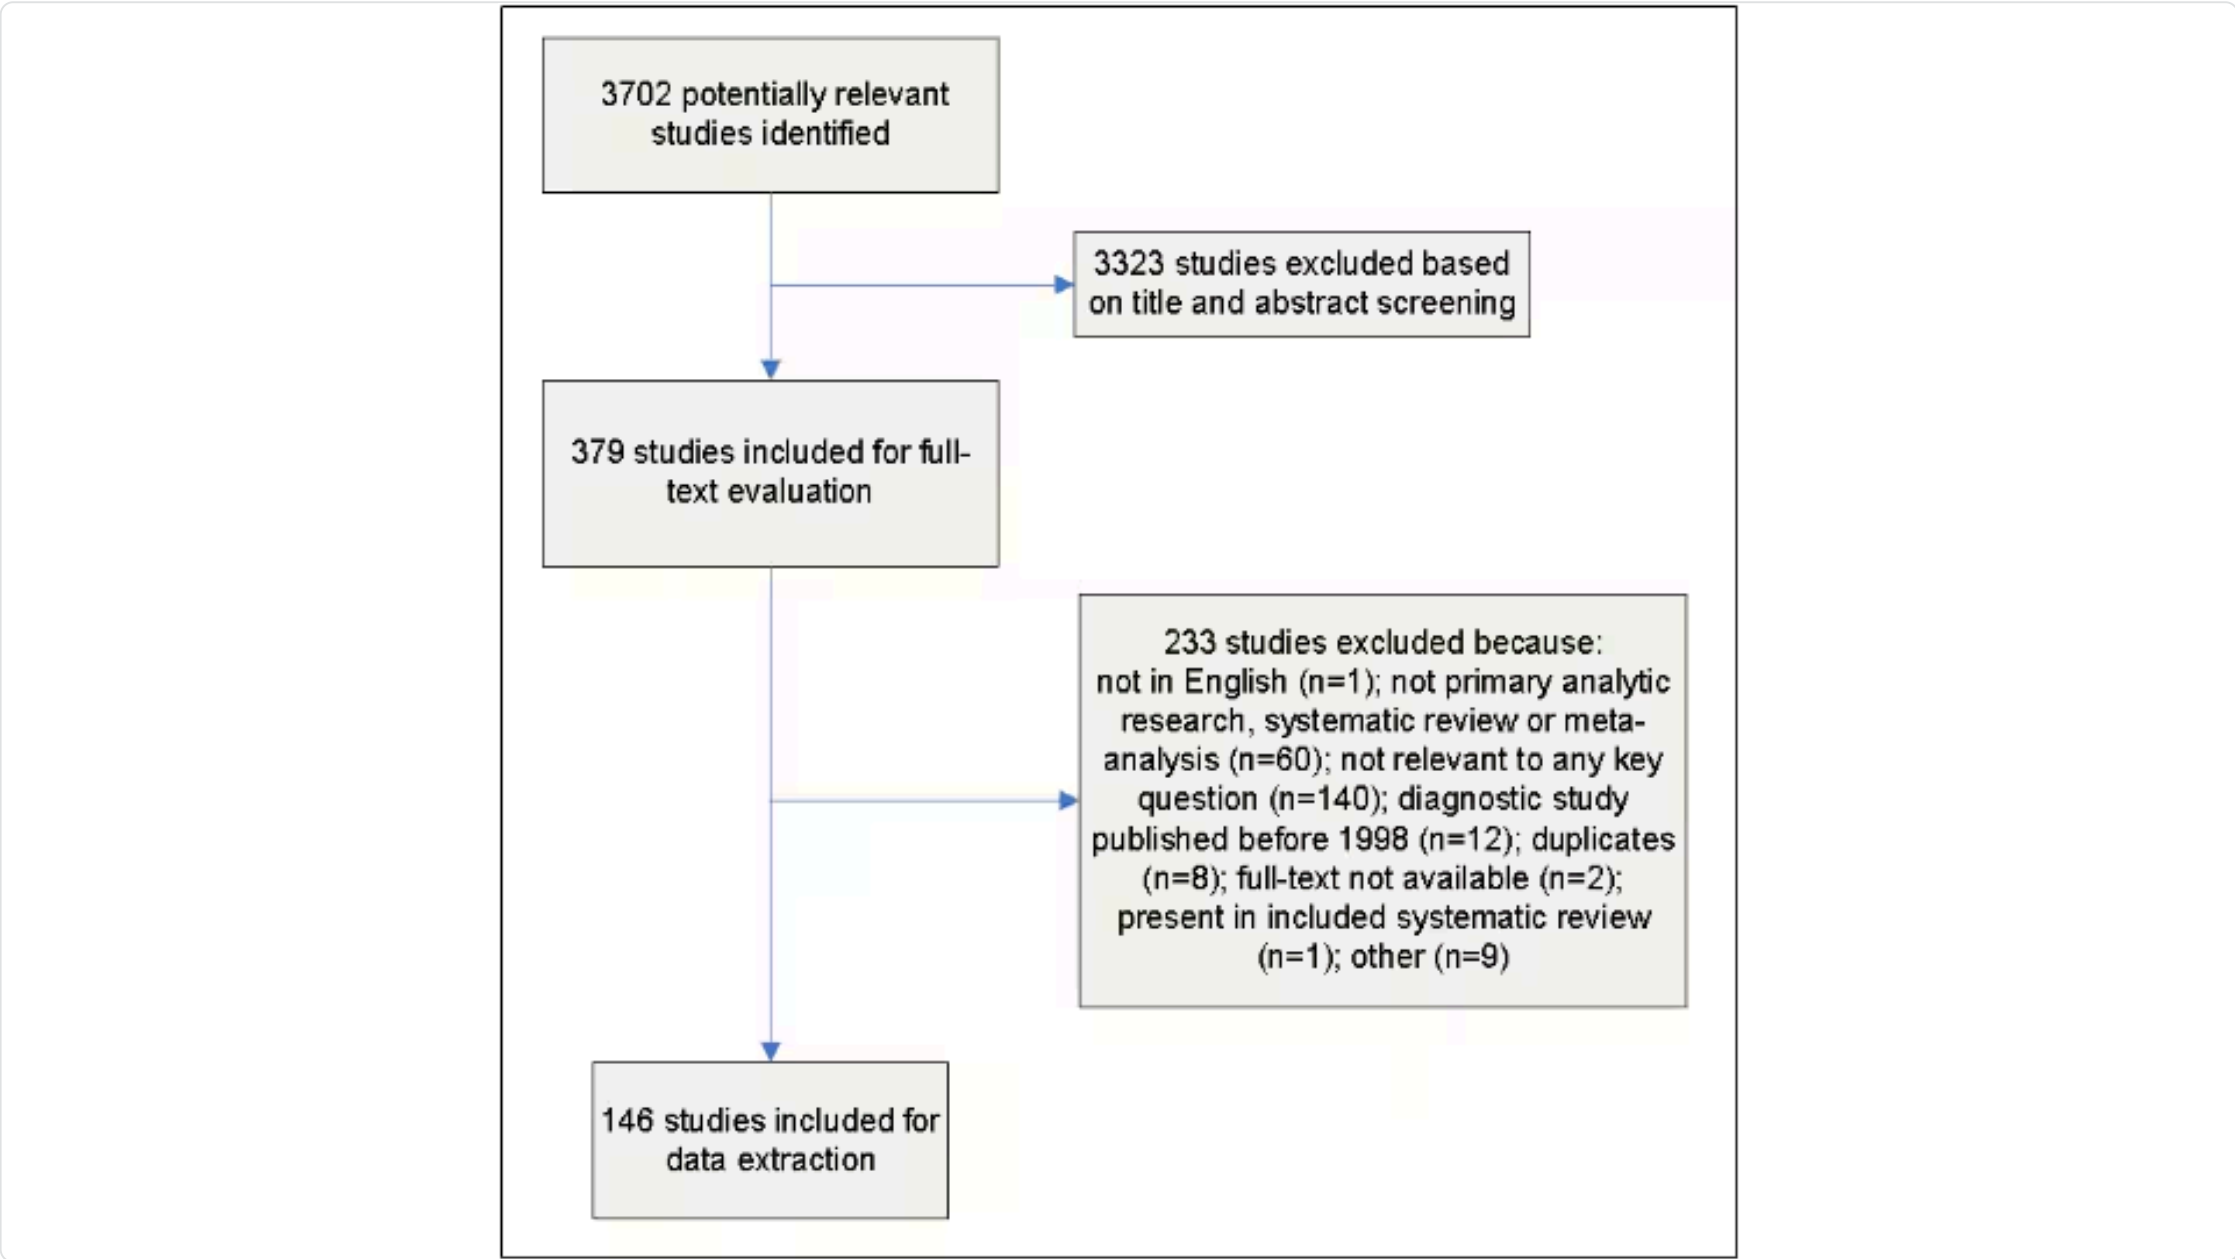 3702 potentially relevant
studies identified
3323 studies excluded based
on title and abstract screening
379 studies included for full-
text evaluation
233 studies excluded because:
not in English (n=1); not primary analytic
research, systematic review or meta-
analysis (n=60); not relevant to any key
question (n=140); diagnostic study
published before 1998 (n=12); duplicates
(n=8); full-text not available (n=2);
present in included systematic review
(n=1); other (n=9)
146 studies included for
data extraction